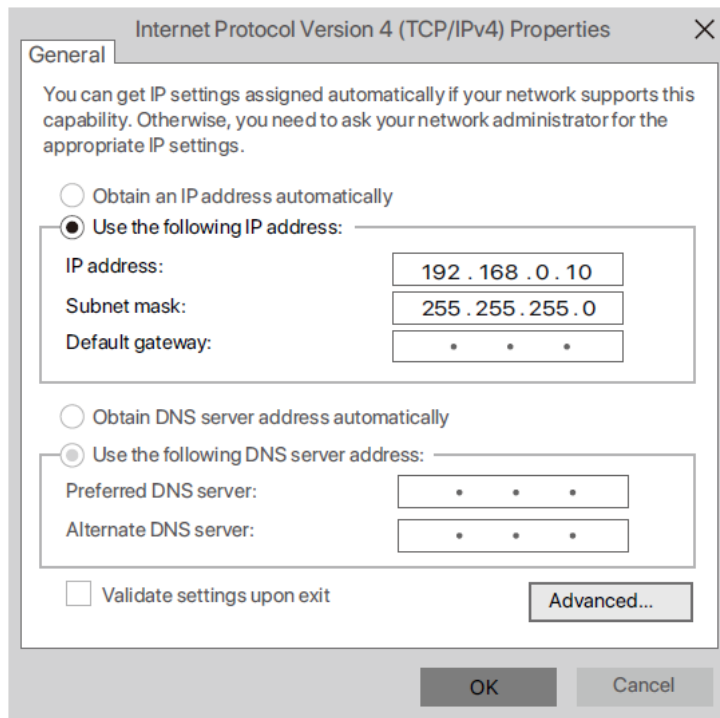 Internet Protocol Version 4 (TCP/IPv4) Properties
General
You can get IP settings assigned automatically if your network supports this
capability. Otherwise, you need to ask your network administrator for the
appropriate IP settings.
Obtain an IP address automatically
Use the following IP address:
IP address: 192 . 168 . 0 . 10
Subnet mask: 255 . 255 . 255 . 0
Default gateway: . . .
Obtain DNS server address automatically
Use the following DNS server address:
Preferred DNS server: . . .
Alternate DNS server: . . .
Validate settings upon exit
Advanced...
OK Cancel